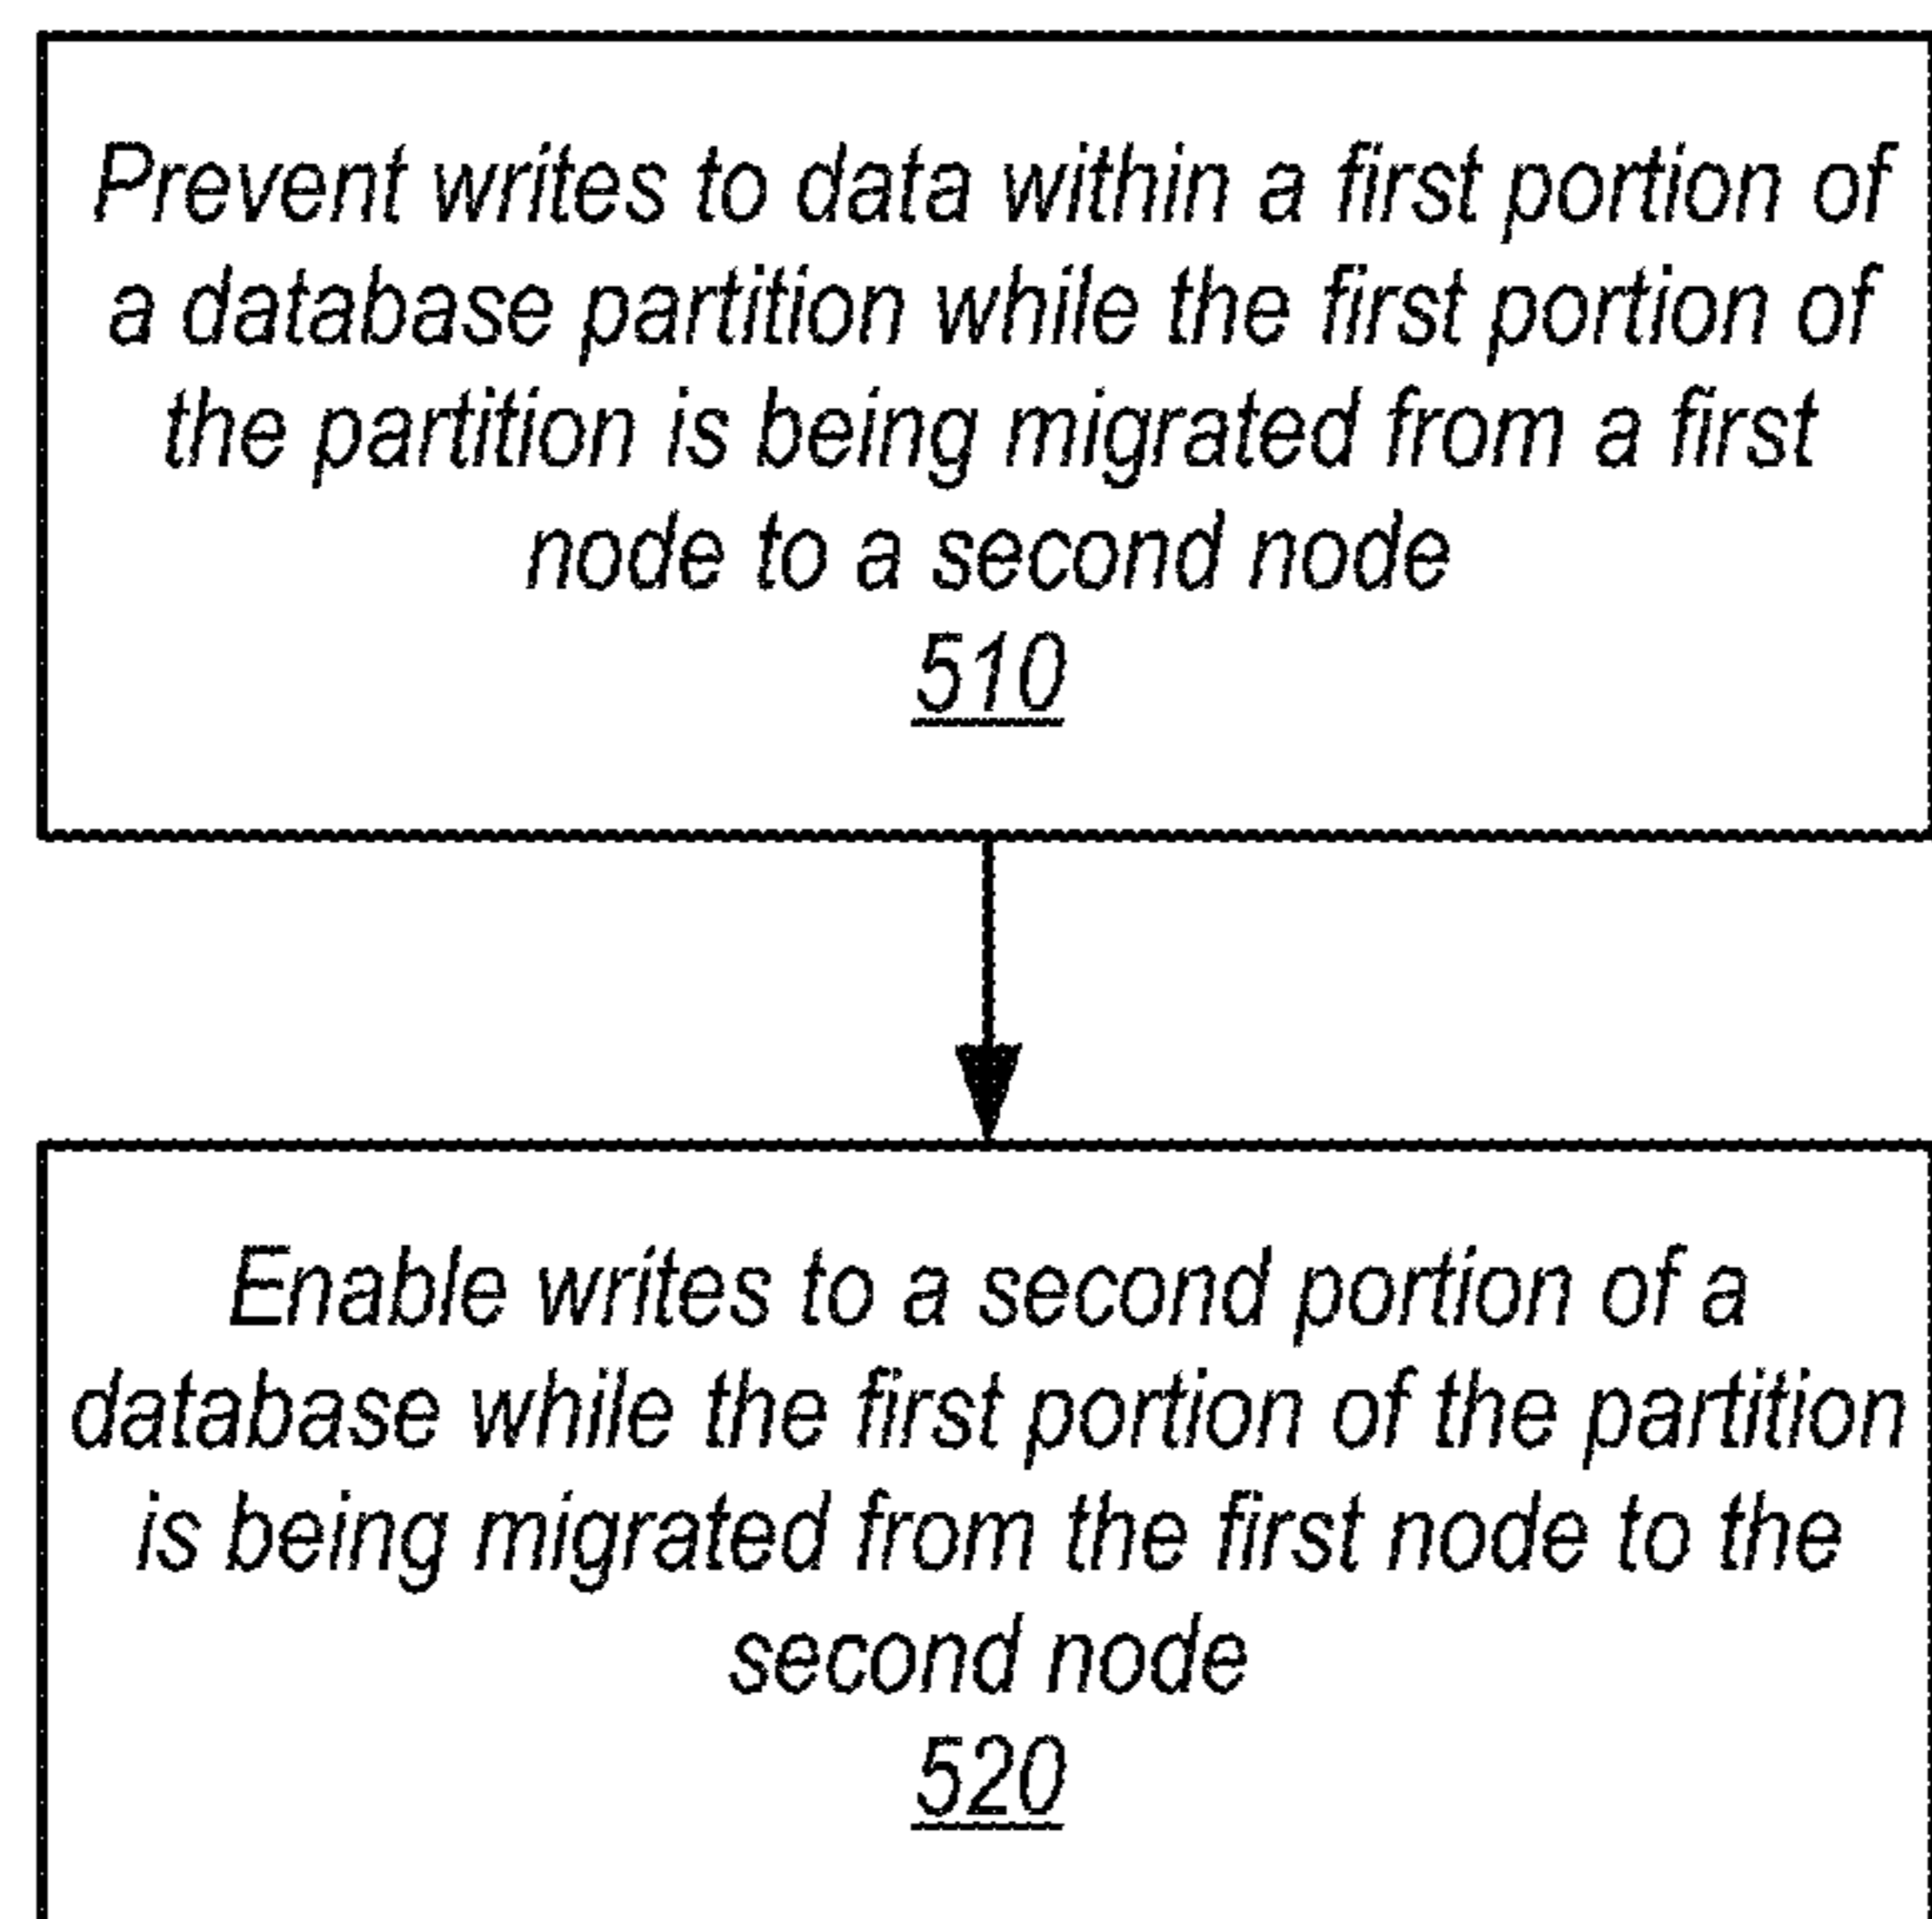 Prevent writes to data within a first portion of
a database partition while the first portion of
the partition is being migrated from a first
node to a second node
510
Enable writes to a second portion of a
database while the first portion of the partition
is being migrated from the first node to the
second node
520